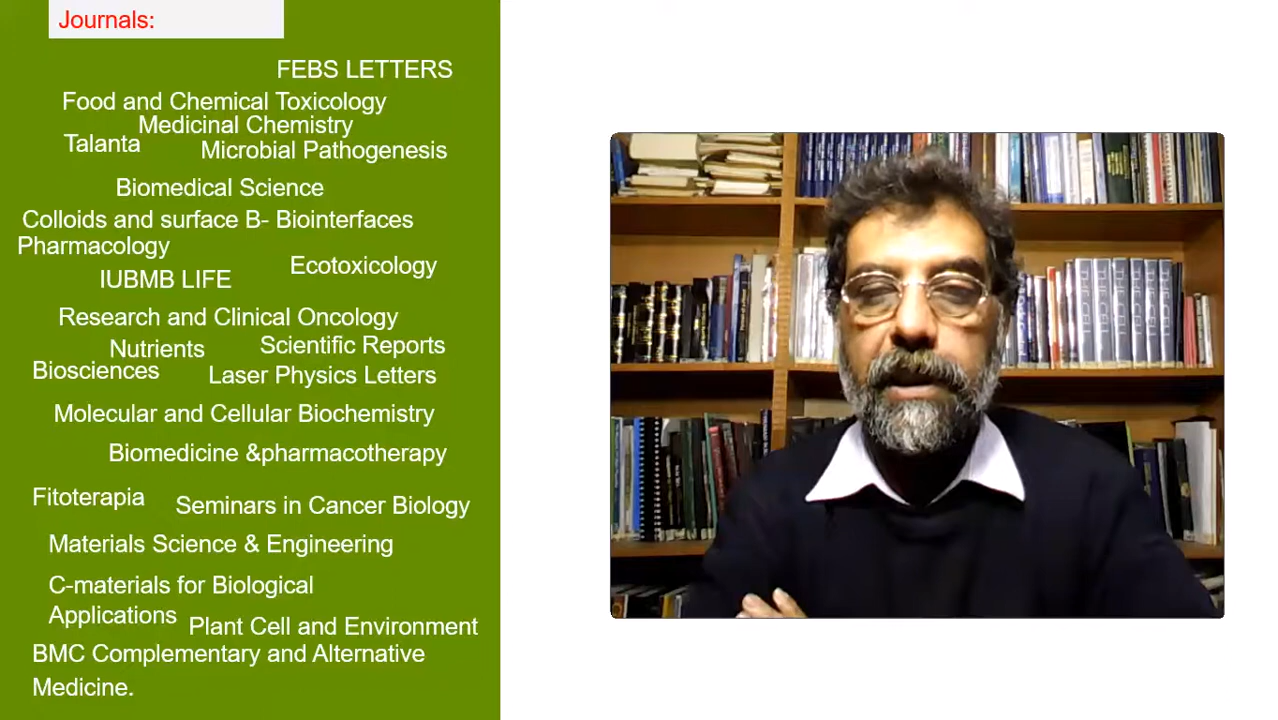 Journals:
FEBS LETTERS
Food and Chemical Toxicology
Medicinal Chemistry
Talanta
Microbial Pathogenesis
Biomedical Science
Colloids and surface B- Biointerfaces
Pharmacology
Ecotoxicology
IUBMB LIFE
Research and Clinical Oncology
Nutrients
Scientific Reports
Biosciences
Laser Physics Letters
Molecular and Cellular Biochemistry
Biomedicine &pharmacotherapy
Fitoterapia
Seminars in Cancer Biology
Materials Science & Engineering
C-materials for Biological
Applications
Plant Cell and Environment
BMC Complementary and Alternative
Medicine.
THE CELL